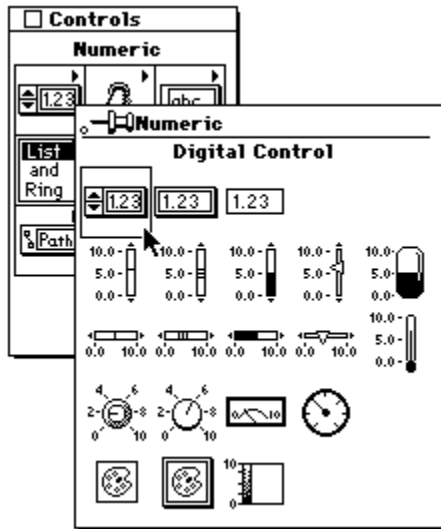 Controls
Numeric
1.23
abc
List
and
Ring
Path
Numeric
Digital Control
1.23 1.23 1.23
10.0 10.0 10.0 10.0 10.0
5.0 5.0 5.0 5.0 5.0
0.0 0.0 0.0 0.0 0.0
10.0
5.0
0.0
0.0 10.0 0.0 10.0 0.0 10.0 0.0 10.0
4 6 4 6
2 8 2 8 0 10
0 10 0 10
10
0